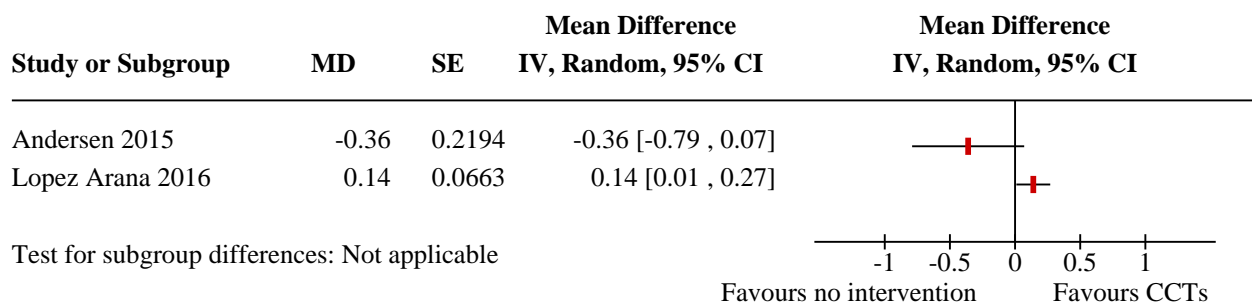 Mean Difference Mean Difference
Study or Subgroup MD SE IV, Random, 95% CI IV, Random, 95% CI
Andersen 2015 -0.36 0.2194 -0.36 [-0.79 , 0.07]
Lopez Arana 2016 0.14 0.0663 0.14 [0.01 , 0.27]
Test for subgroup differences: Not applicable
-1 -0.5 0 0.5 1
Favours no intervention Favours CCTs